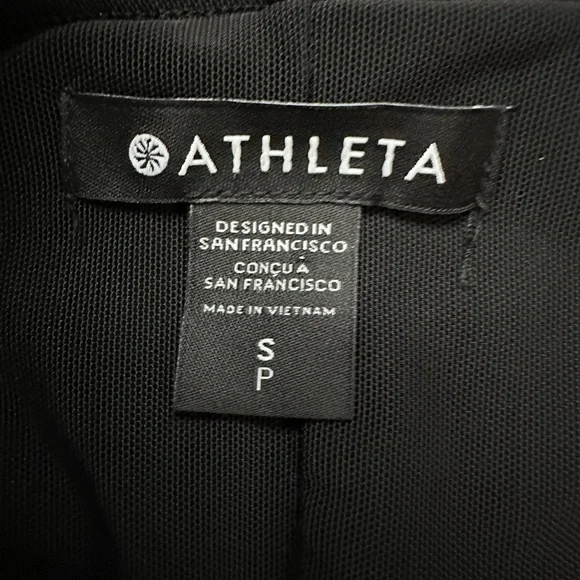 ATHLETA
DESIGNED IN
SAN FRANCISCO
CONÇU À
SAN FRANCISCO
MADE IN VIETNAM
S
P